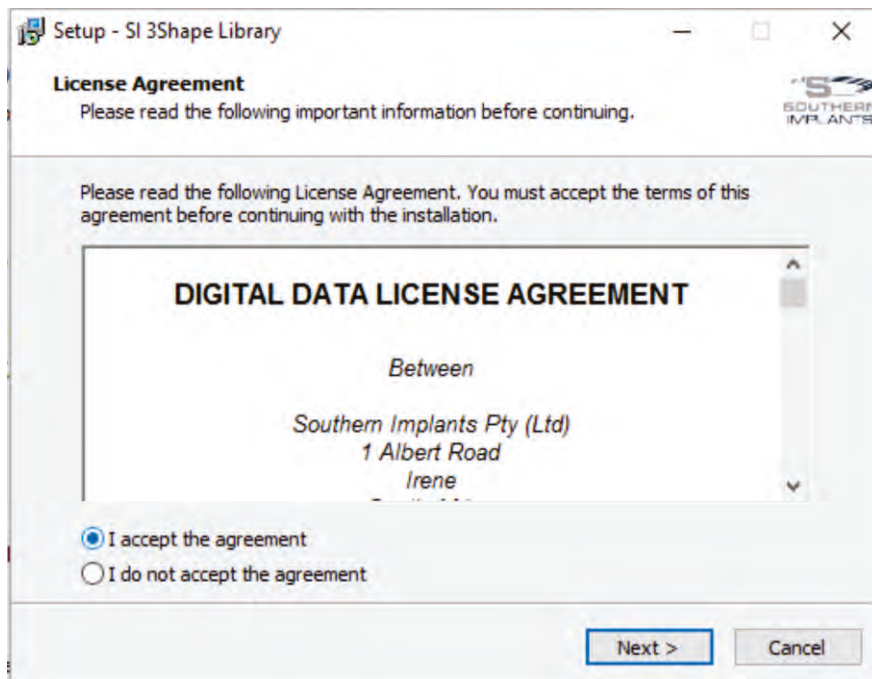 Setup - SI 3Shape Library
License Agreement
Please read the following important information before continuing.
SOUTHERN
IMPLANTS
Please read the following License Agreement. You must accept the terms of this
agreement before continuing with the installation.
DIGITAL DATA LICENSE AGREEMENT
Between
Southern Implants Pty (Ltd)
1 Albert Road
Irene
I accept the agreement
I do not accept the agreement
Next >
Cancel